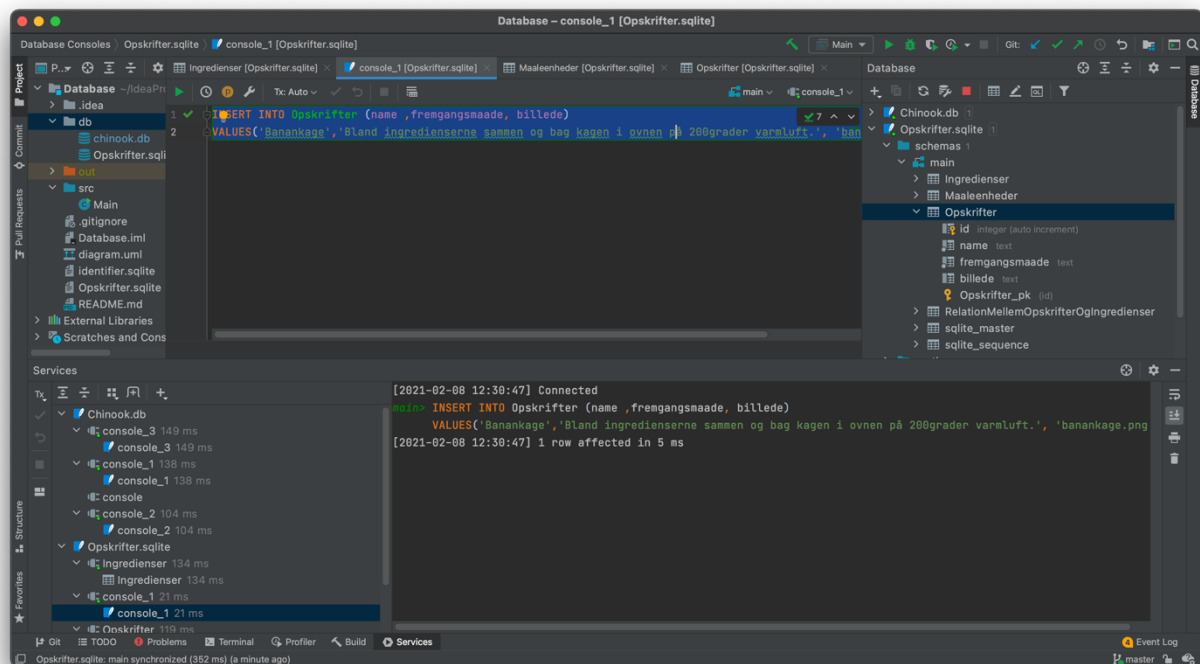 Database – console_1 [Opskrifter.sqlite]
Database Consoles > Opskrifter.sqlite > console_1 [Opskrifter.sqlite]
Main
Git:
Project
P...
Ingredienser [Opskrifter.sqlite]
console_1 [Opskrifter.sqlite]
Maaleenheder [Opskrifter.sqlite]
Opskrifter [Opskrifter.sqlite]
Database
Database ~/IdeaPro
.idea
db
chinook.db
Opskrifter.sqli
out
src
Main
.gitignore
Database.iml
diagram.uml
identifier.sqlite
Opskrifter.sqlite
README.md
External Libraries
Scratches and Cons
Commit
Pull Requests
Tx: Auto
main
console_1
1 INSERT INTO Opskrifter (name ,fremgangsmaade, billede)
7
2 VALUES('Banankage','Bland ingredienserne sammen og bag kagen i ovnen på 200grader varmluft.', 'ban
Chinook.db 1
Opskrifter.sqlite 1
schemas 1
main
Ingredienser
Maaleenheder
Opskrifter
id integer (auto increment)
name text
fremgangsmaade text
billede text
Opskrifter_pk (id)
RelationMellemOpskrifterOgIngredienser
sqlite_master
sqlite_sequence
Database
Services
Tx
Chinook.db
console_3 149 ms
console_3 149 ms
console_1 138 ms
console_1 138 ms
console
console_2 104 ms
console_2 104 ms
Opskrifter.sqlite
Ingredienser 134 ms
Ingredienser 134 ms
console_1 21 ms
console_1 21 ms
Opskrifter 119 ms
Structure
Favorites
[2021-02-08 12:30:47] Connected
main> INSERT INTO Opskrifter (name ,fremgangsmaade, billede)
VALUES('Banankage','Bland ingredienserne sammen og bag kagen i ovnen på 200grader varmluft.', 'banankage.png
[2021-02-08 12:30:47] 1 row affected in 5 ms
Git
TODO
Problems
Terminal
Profiler
Build
Services
4 Event Log
Opskrifter.sqlite: main synchronized (352 ms) (a minute ago)
master